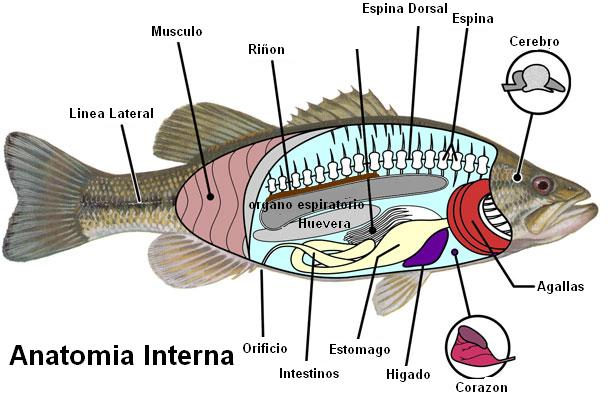 Espina Dorsal
Espina
Musculo
Riñon
Cerebro
Linea Lateral
organo espiratorio
Huevera
Agallas
Orificio
Estomago
Intestinos
Higado
Corazon
Anatomia Interna